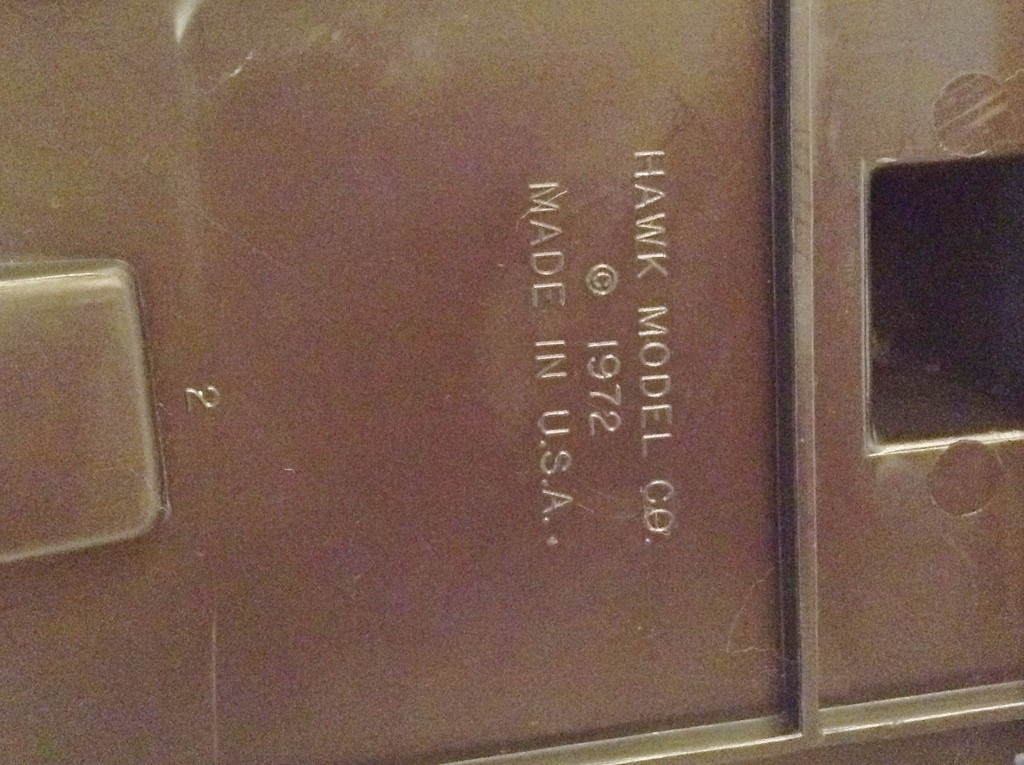 HAWK MODEL CO.
© 1972
MADE IN U.S.A.
2